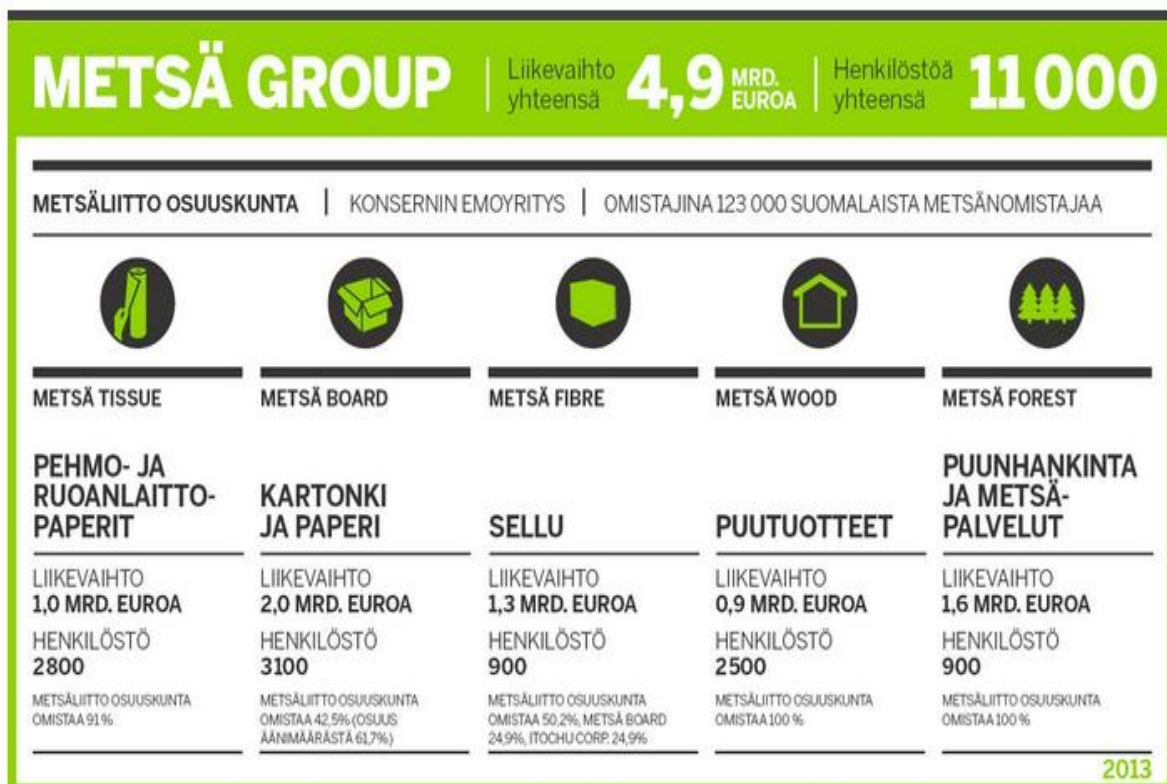 METSÄ GROUP
Liikevaihto
yhteensä
4,9 MRD.
EUROA
Henkilöstöä
yhteensä
11 000
METSÄLIITTO OSUUSKUNTA | KONSERNIN EMOYRITYS | OMISTAJINA 123 000 SUOMALAISTA METSÄNOMISTAJAA
METSÄ TISSUE
PEHMO- JA
RUOANLAITTO-
PAPERIT
LIIKEVAIHTO
1,0 MRD. EUROA
HENKILÖSTÖ
2800
METSÄLIITTO OSUUSKUNTA
OMISTAA 91 %
METSÄ BOARD
KARTONKI
JA PAPERI
LIIKEVAIHTO
2,0 MRD. EUROA
HENKILÖSTÖ
3100
METSÄLIITTO OSUUSKUNTA
OMISTAA 42,5% (OSUUS
ÄÄNIMÄÄRÄSTÄ 61,7%)
METSÄ FIBRE
SELLU
LIIKEVAIHTO
1,3 MRD. EUROA
HENKILÖSTÖ
900
METSÄLIITTO OSUUSKUNTA
OMISTAA 50,2%, METSÄ BOARD
24,9%, ITOCHU CORP. 24,9%
METSÄ WOOD
PUUTUOTTEET
LIIKEVAIHTO
0,9 MRD. EUROA
HENKILÖSTÖ
2500
METSÄLIITTO OSUUSKUNTA
OMISTAA 100 %
METSÄ FOREST
PUUNHANKINTA
JA METSÄ-
PALVELUT
LIIKEVAIHTO
1,6 MRD. EUROA
HENKILÖSTÖ
900
METSÄLIITTO OSUUSKUNTA
OMISTAA 100 %
2013